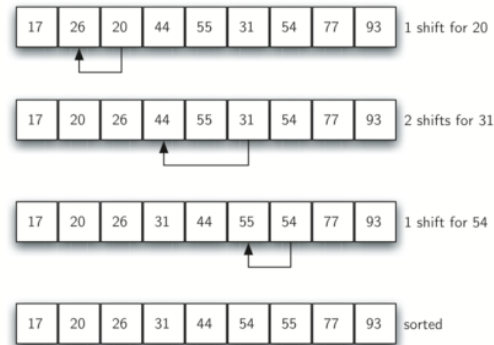 17 26 20 44 55 31 54 77 93 1 shift for 20
17 20 26 44 55 31 54 77 93 2 shifts for 31
17 20 26 31 44 55 54 77 93 1 shift for 54
17 20 26 31 44 54 55 77 93 sorted